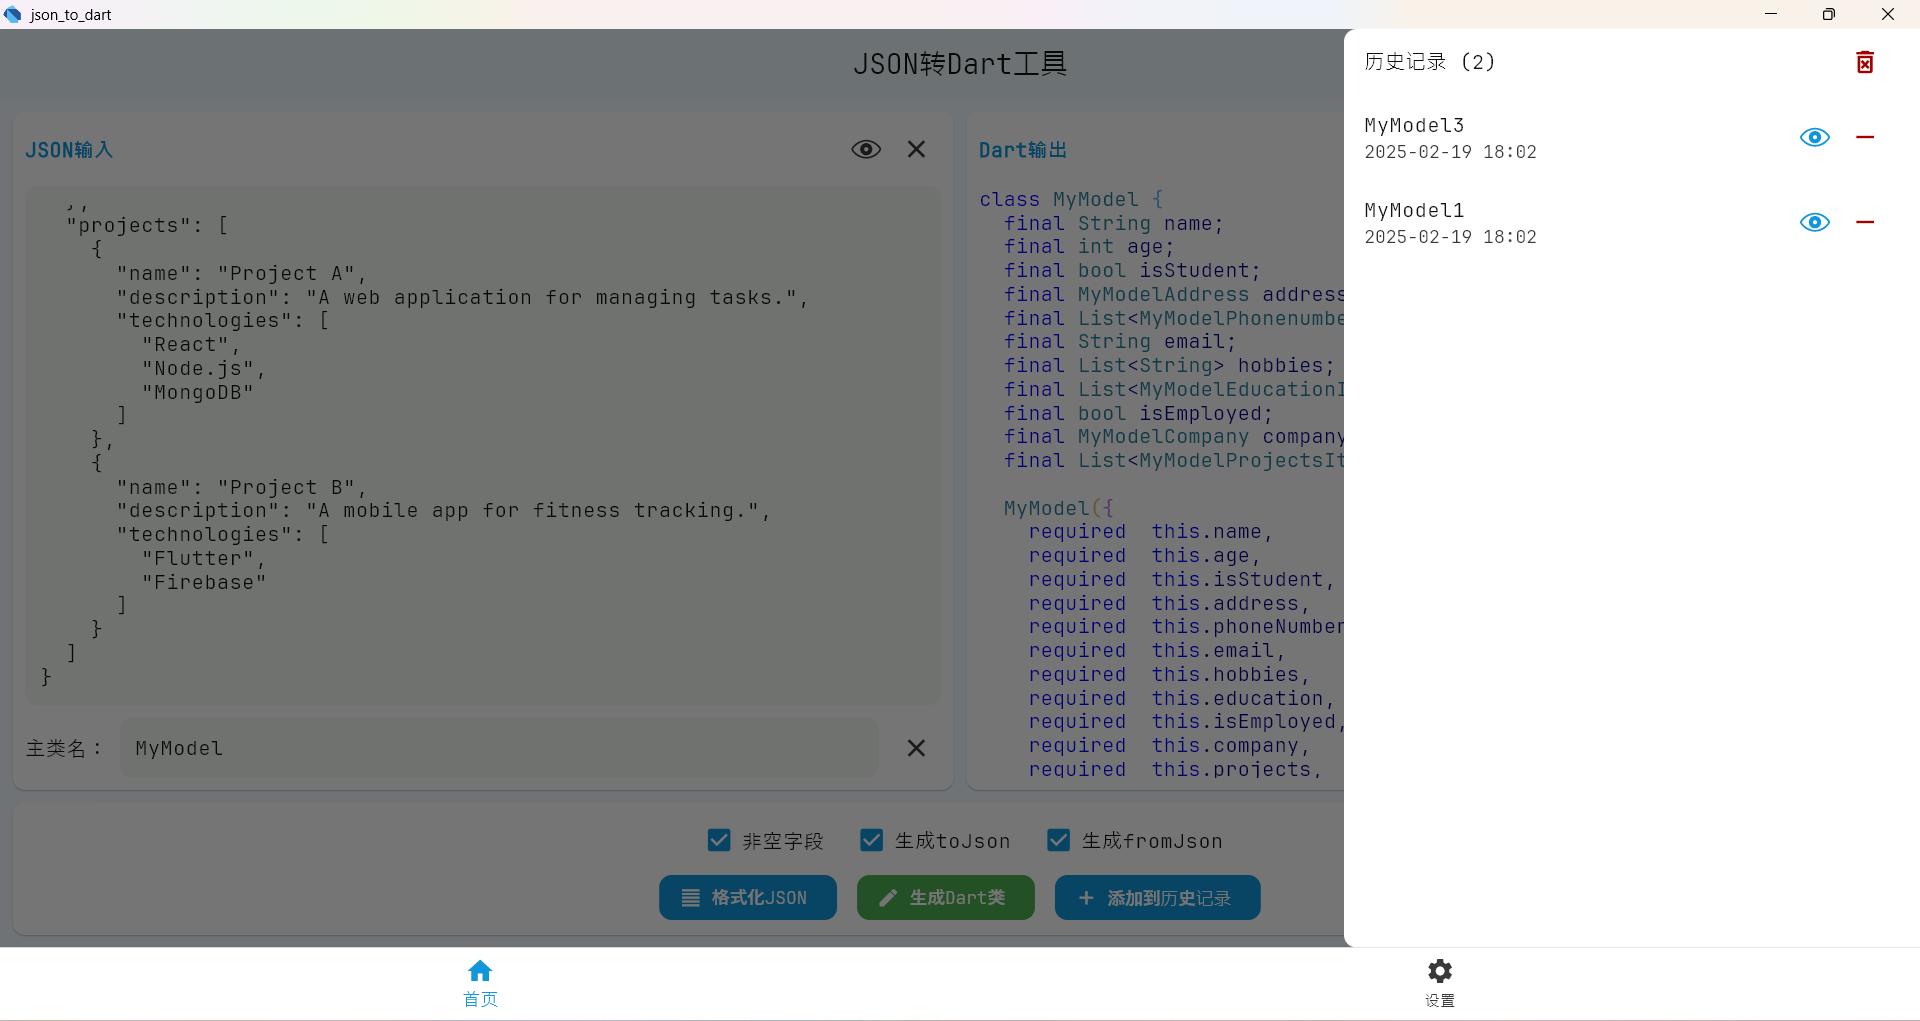 json_to_dart
JSON转Dart工具
JSON输入
},
"projects": [
{
"name": "Project A",
"description": "A web application for managing tasks.",
"technologies": [
"React",
"Node.js",
"MongoDB"
]
},
{
"name": "Project B",
"description": "A mobile app for fitness tracking.",
"technologies": [
"Flutter",
"Firebase"
]
}
]
}
主类名：
MyModel
Dart输出
class MyModel {
final String name;
final int age;
final bool isStudent;
final MyModelAddress address
final List<MyModelPhonenumbe
final String email;
final List<String> hobbies;
final List<MyModelEducationI
final bool isEmployed;
final MyModelCompany company
final List<MyModelProjectsIt
MyModel({
required this.name,
required this.age,
required this.isStudent,
required this.address,
required this.phoneNumber
required this.email,
required this.hobbies,
required this.education,
required this.isEmployed,
required this.company,
required this.projects,
非空字段
生成toJson
生成fromJson
格式化JSON
生成Dart类
添加到历史记录
历史记录 (2)
MyModel3
2025-02-19 18:02
MyModel1
2025-02-19 18:02
首页
设置